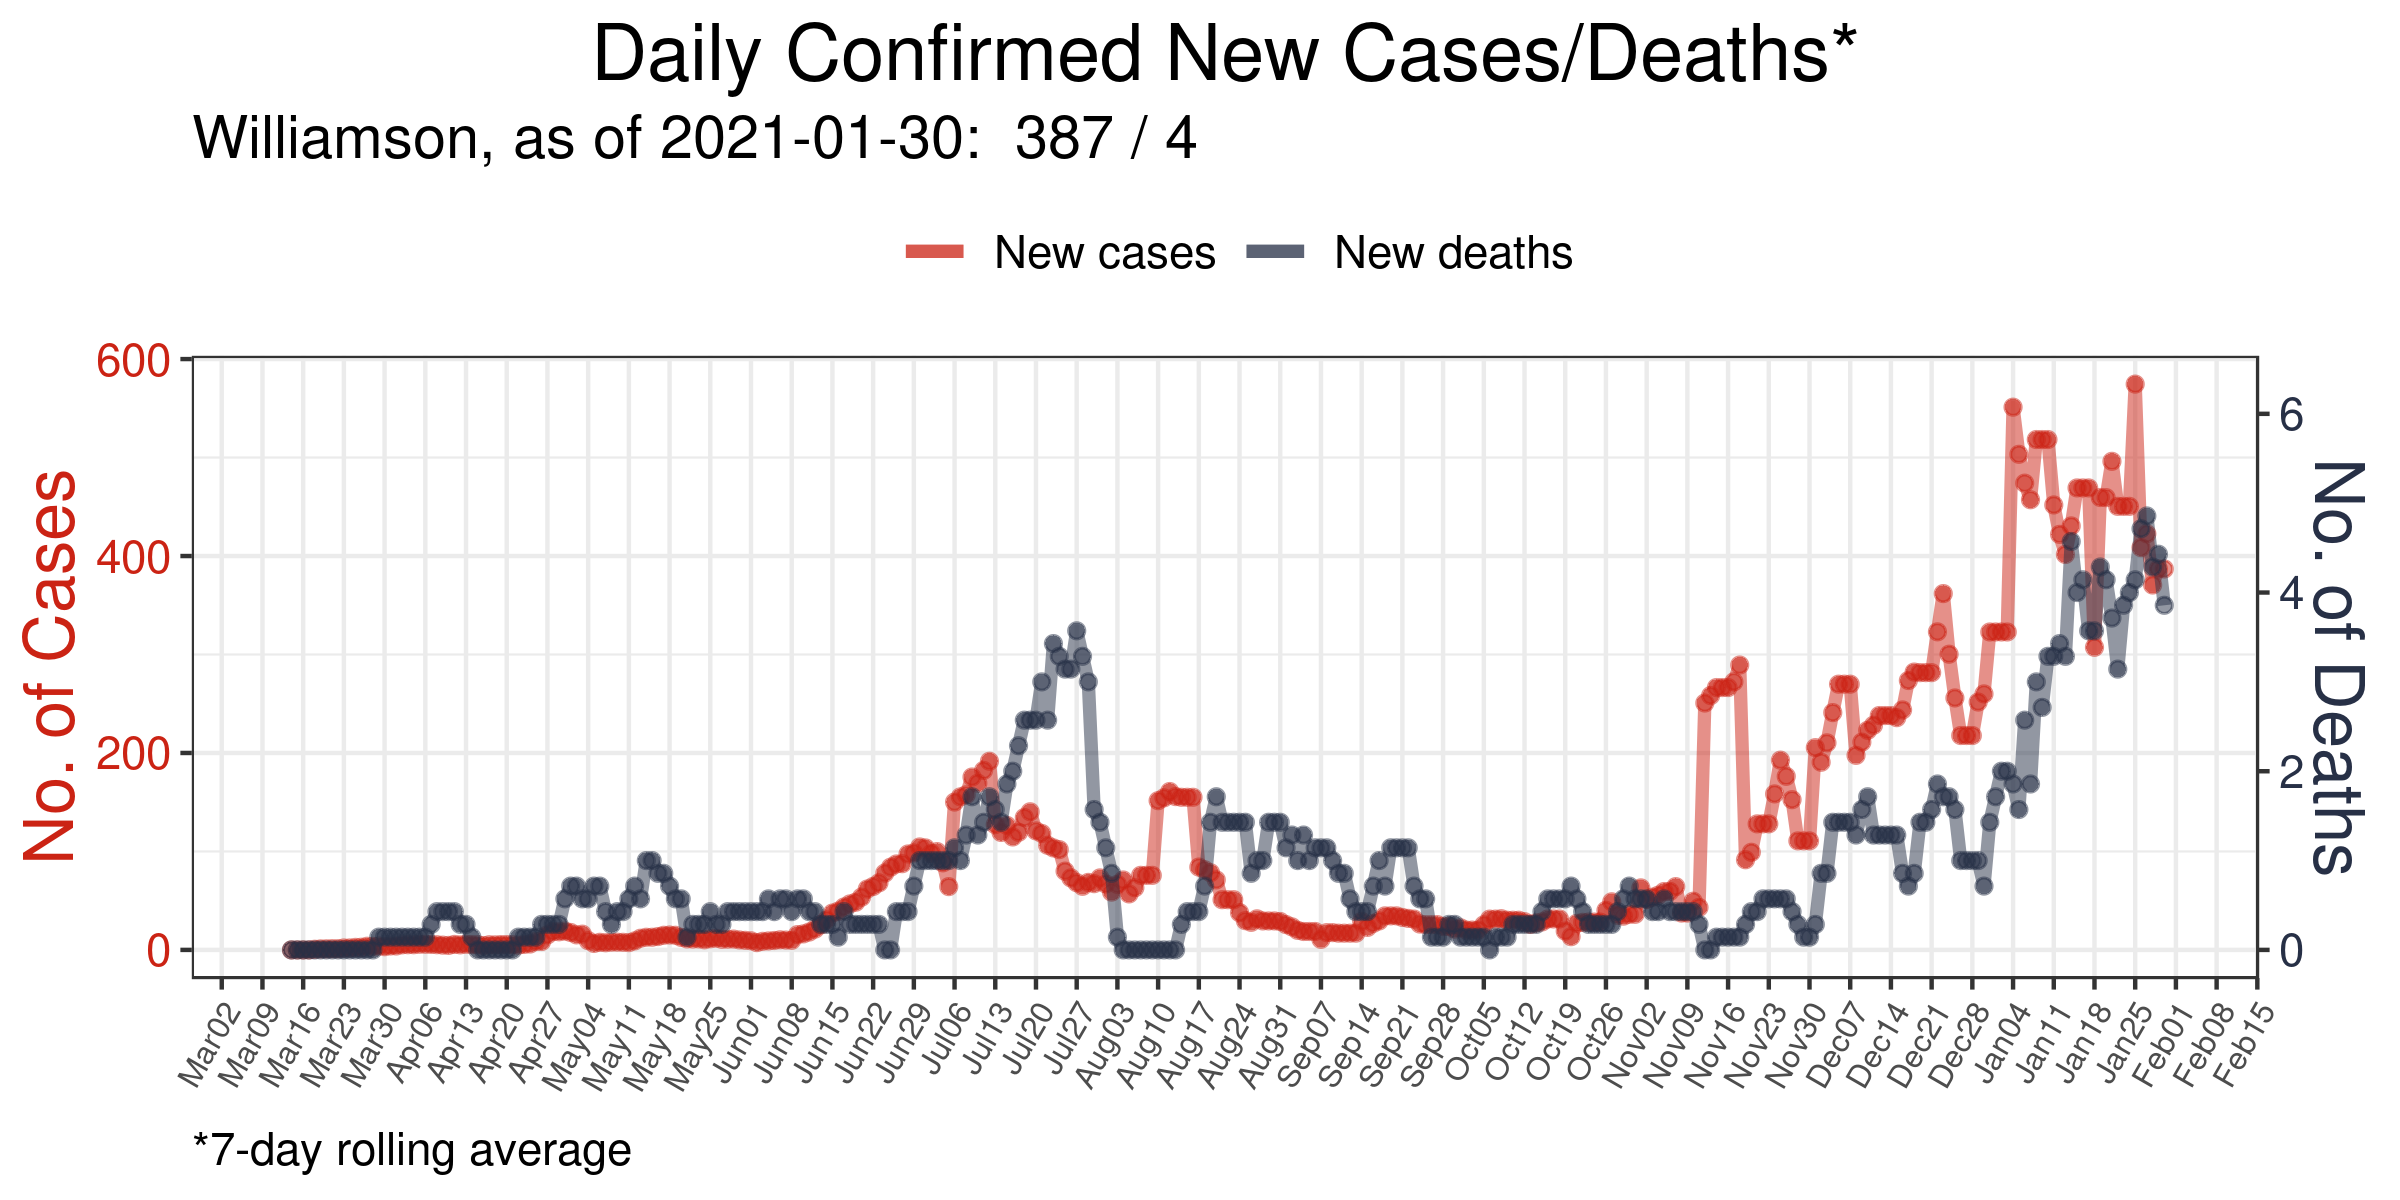 Daily Confirmed New Cases/Deaths*
Williamson, as of 2021-01-30:  387 / 4
New cases
New deaths
No. of Cases
600
400
200
0
6
4
2
0
No. of Deaths
Mar02
Mar09
Mar16
Mar23
Mar30
Apr06
Apr13
Apr20
Apr27
May04
May11
May18
May25
Jun01
Jun08
Jun15
Jun22
Jun29
Jul06
Jul13
Jul20
Jul27
Aug03
Aug10
Aug17
Aug24
Aug31
Sep07
Sep14
Sep21
Sep28
Oct05
Oct12
Oct19
Oct26
Nov02
Nov09
Nov16
Nov23
Nov30
Dec07
Dec14
Dec21
Dec28
Jan04
Jan11
Jan18
Jan25
Feb01
Feb08
Feb15
*7-day rolling average